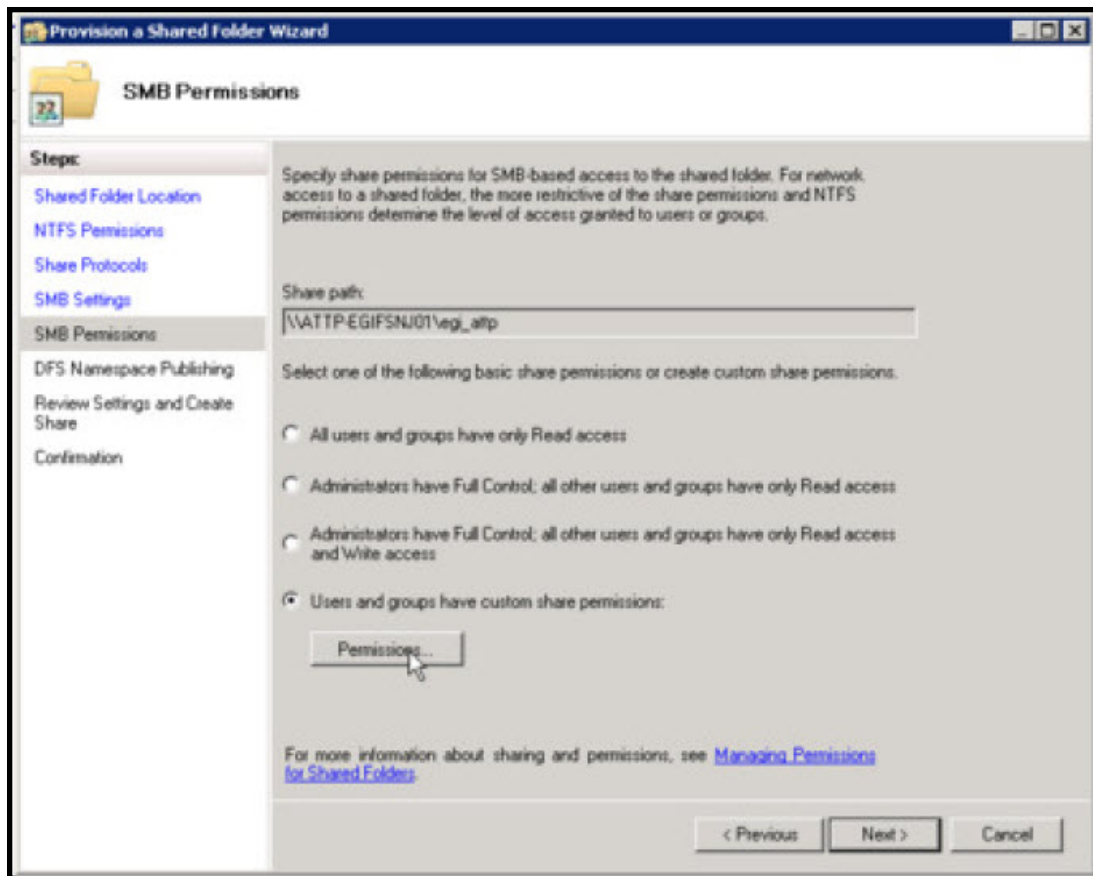 Provision a Shared Folder Wizard
SMB Permissions
Steps:
Shared Folder Location
NTFS Permissions
Share Protocols
SMB Settings
SMB Permissions
DFS Namespace Publishing
Review Settings and Create
Share
Confirmation
Specify share permissions for SMB-based access to the shared folder. For network
access to a shared folder, the more restrictive of the share permissions and NTFS
permissions determine the level of access granted to users or groups.
Share path:
\\ATTP-EGIFSNJ01\egi_attp
Select one of the following basic share permissions or create custom share permissions.
All users and groups have only Read access
Administrators have Full Control; all other users and groups have only Read access
Administrators have Full Control; all other users and groups have only Read access
and Write access
Users and groups have custom share permissions:
Permissions...
For more information about sharing and permissions, see Managing Permissions
for Shared Folders.
< Previous
Next >
Cancel